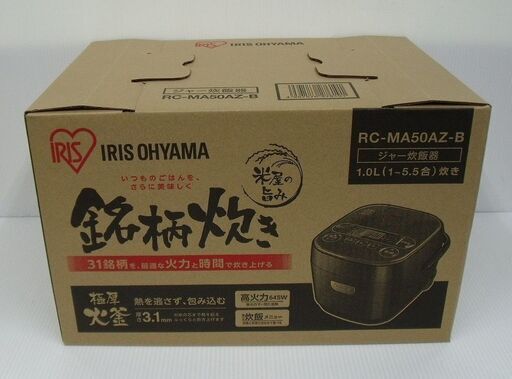 IRIS OHYAMA
ジャー炊飯器
RC-MA50AZ-B
IRIS
IRIS OHYAMA
いつものごはんを、
さらに美味しく
米屋の
旨み
銘柄炊き
31銘柄を、最適な火力と時間で炊き上げる
極厚
火釜
熱を逃さず、包み込む
厚さ3.1mm
高火力645W
炊飯メニュー
RC-MA50AZ-B
ジャー炊飯器
1.0L(1~5.5合)炊き